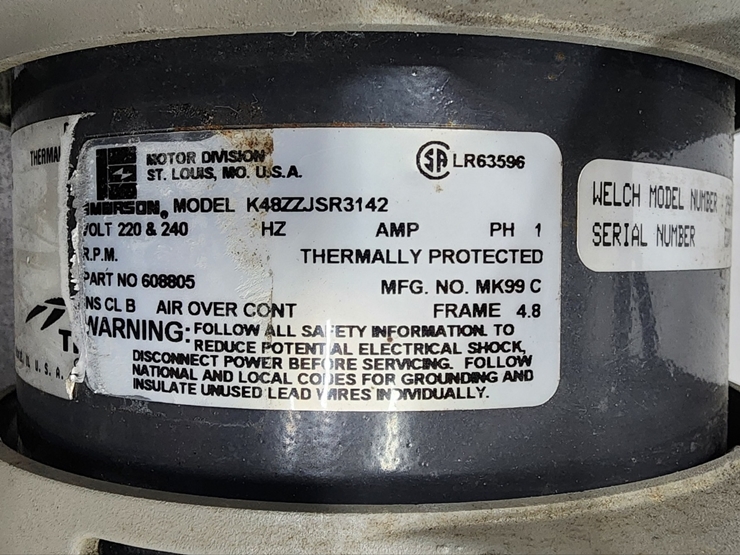 THERMA
MOTOR DIVISION
ST. LOUIS, MO. U.S.A.
SA LR63596
EMERSON® MODEL K48ZZJSR3142
VOLT 220 & 240 HZ AMP PH 1
R.P.M. THERMALLY PROTECTED
PART NO 608805 MFG. NO. MK99 C
INS CL B AIR OVER CONT FRAME 4.8
WARNING: FOLLOW ALL SAFETY INFORMATION. TO
REDUCE POTENTIAL ELECTRICAL SHOCK,
DISCONNECT POWER BEFORE SERVICING. FOLLOW
NATIONAL AND LOCAL CODES FOR GROUNDING AND
INSULATE UNUSED LEAD WIRES INDIVIDUALLY.
U. S. A.
WELCH MODEL NUMBER
SERIAL NUMBER